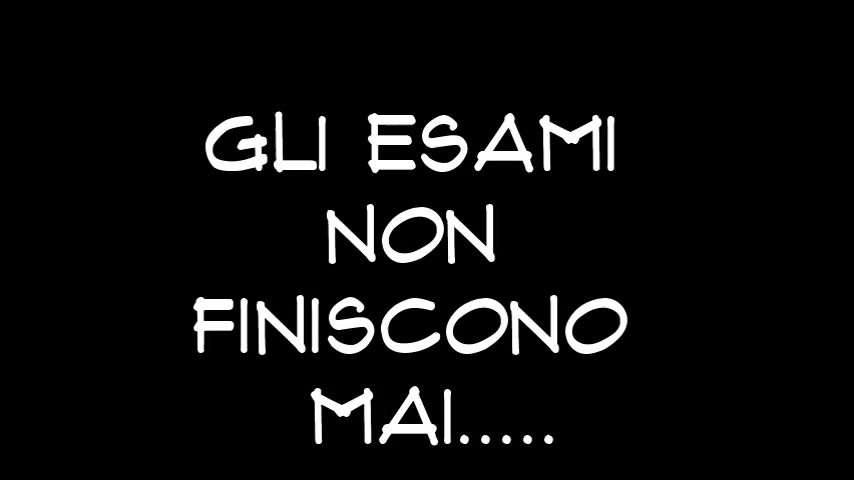 GLI ESAMI
NON
FINISCONO
MAI.....